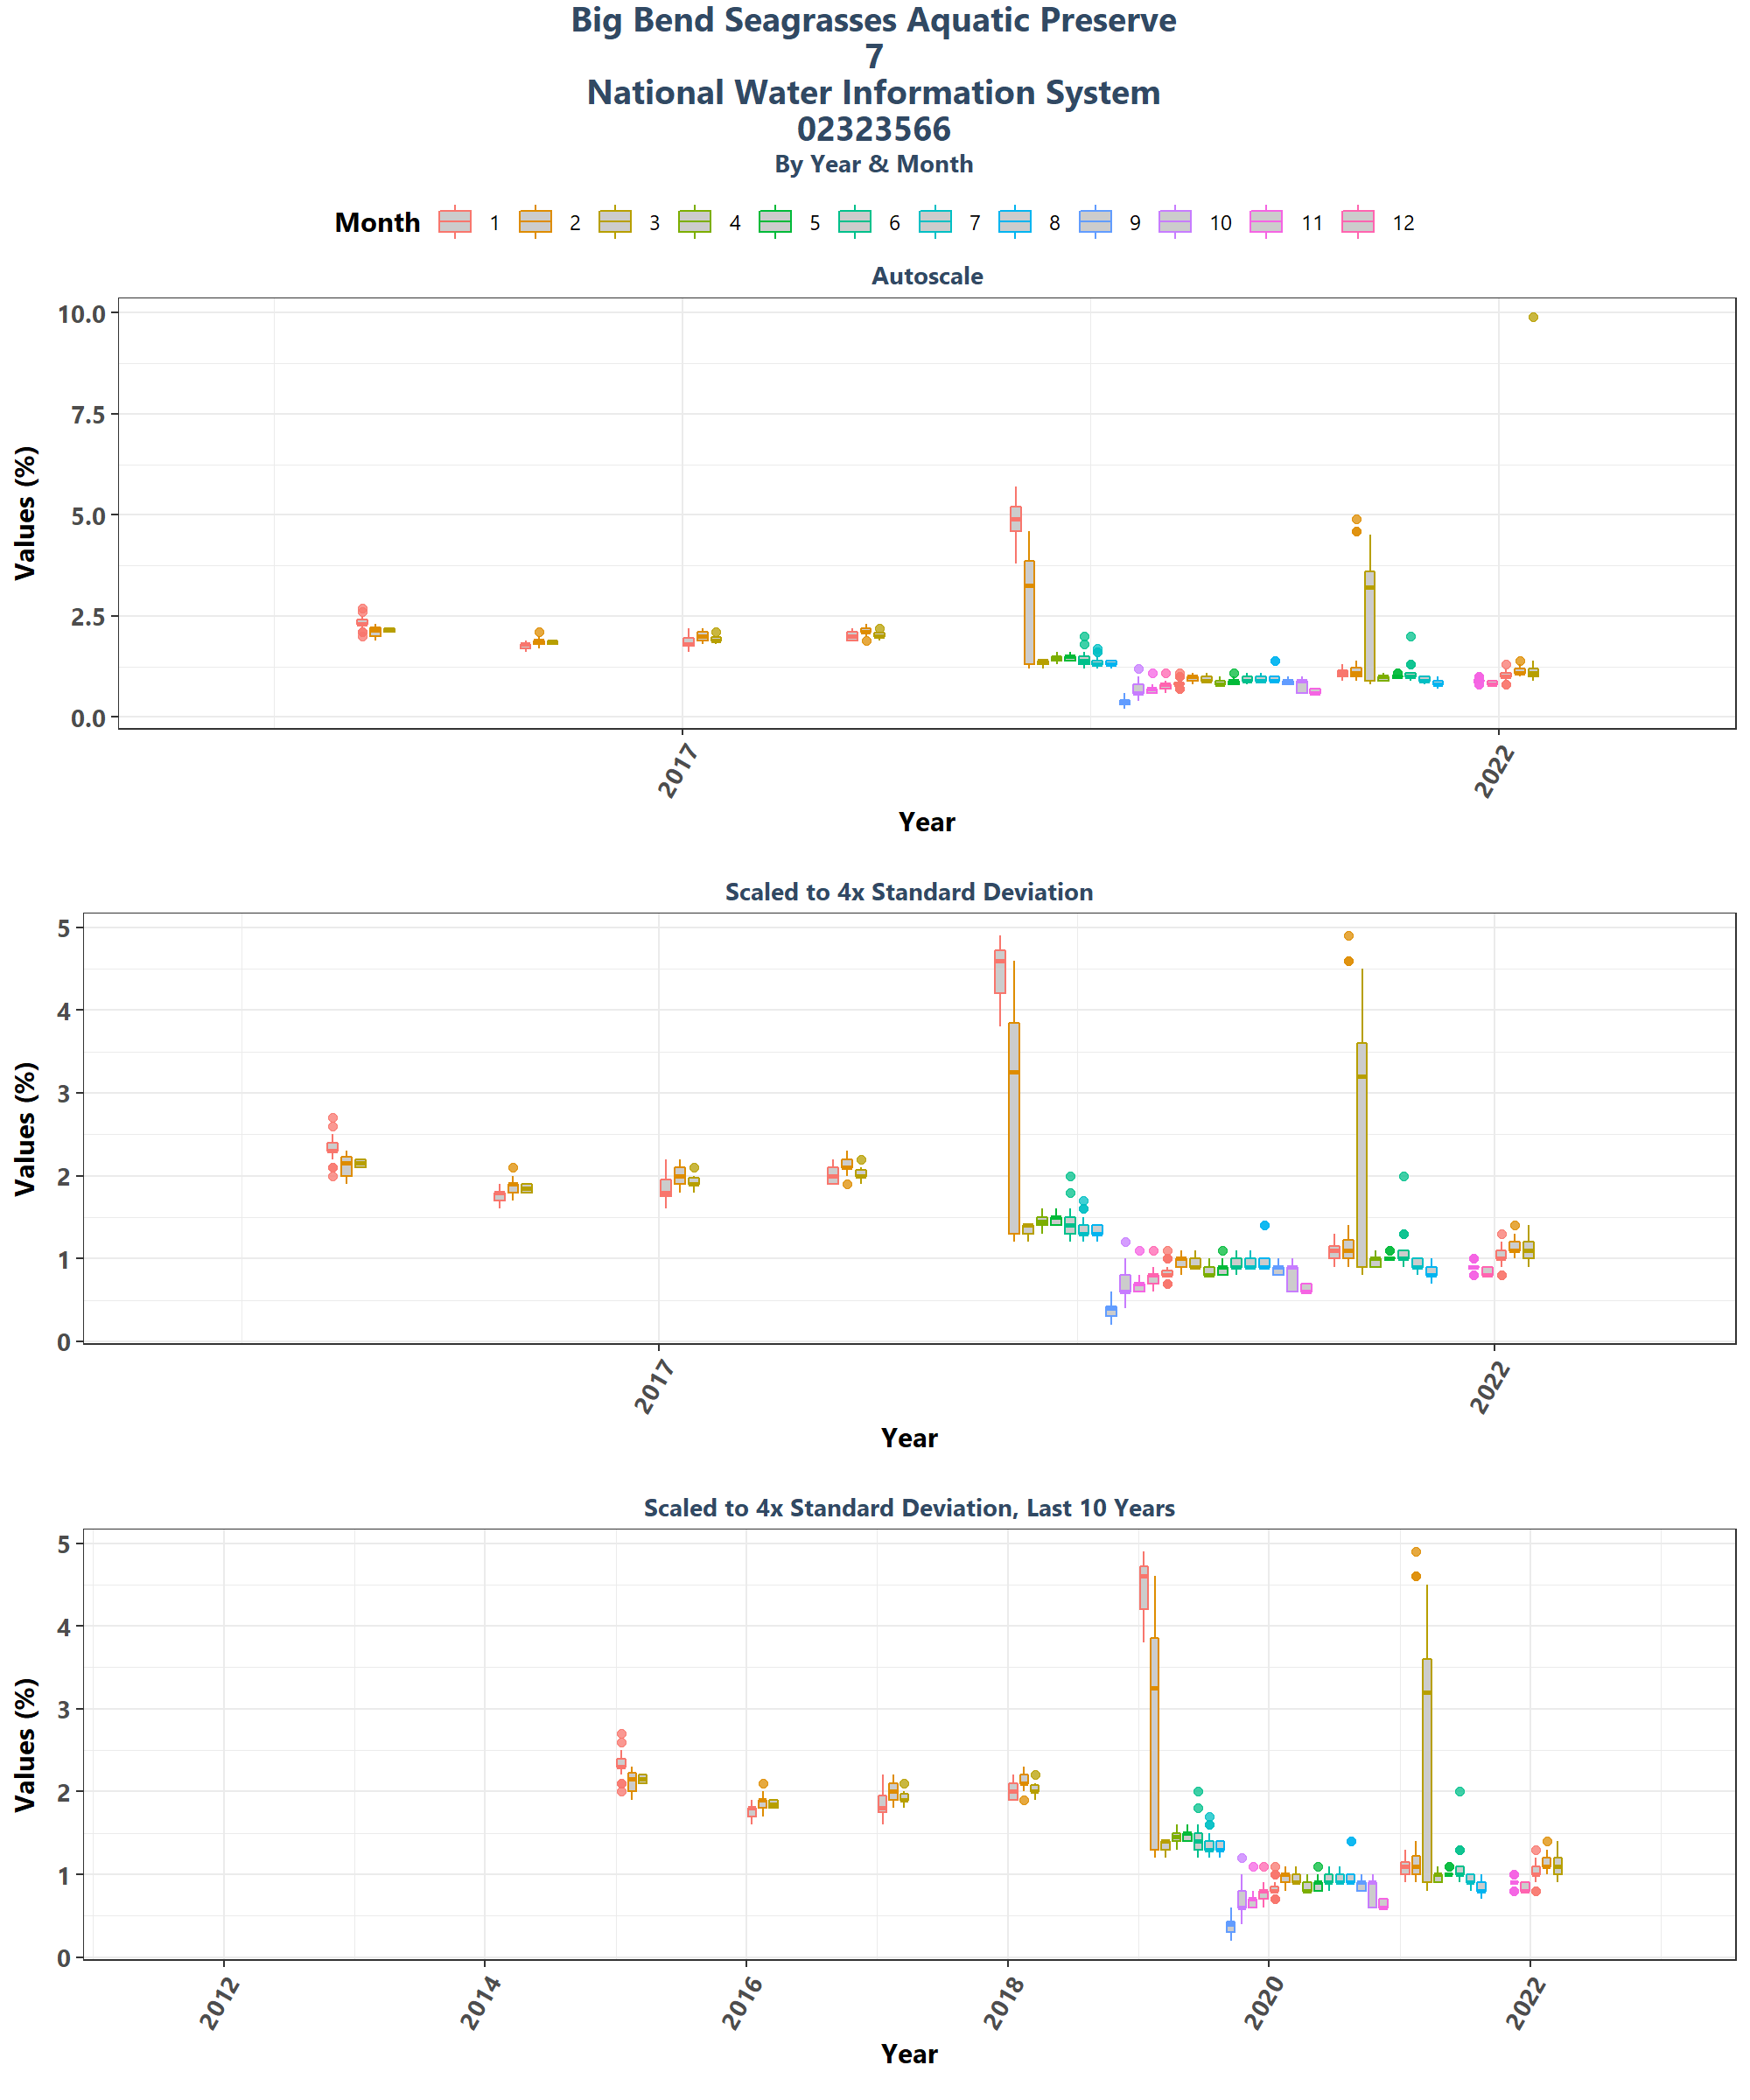 Big Bend Seagrasses Aquatic Preserve
7
National Water Information System
02323566
By Year & Month
Month 1 2 3 4 5 6 7 8 9 10 11 12
Autoscale
Values (%)
10.0
7.5
5.0
2.5
0.0
2017 2022
Year
Scaled to 4x Standard Deviation
Values (%)
5
4
3
2
1
0
2017 2022
Year
Scaled to 4x Standard Deviation, Last 10 Years
Values (%)
5
4
3
2
1
0
2012 2014 2016 2018 2020 2022
Year